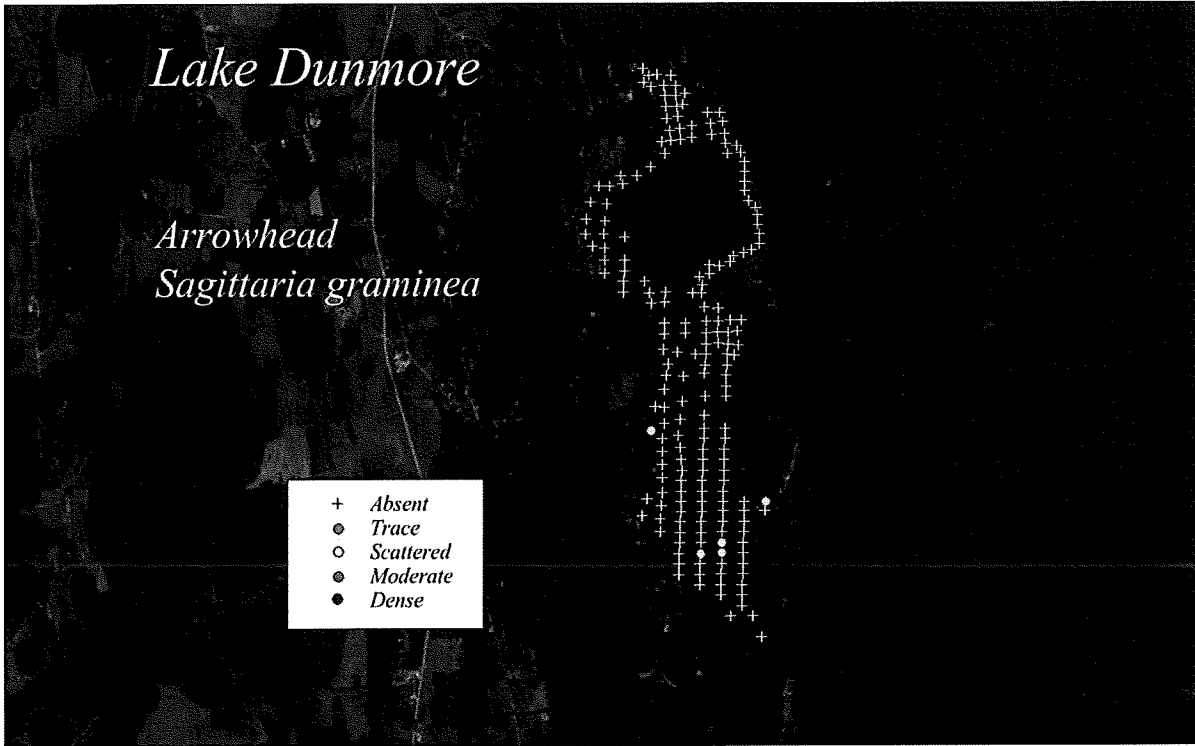 Lake Dunmore
Arrowhead
Sagittaria graminea
Absent
Trace
Scattered
Moderate
Dense